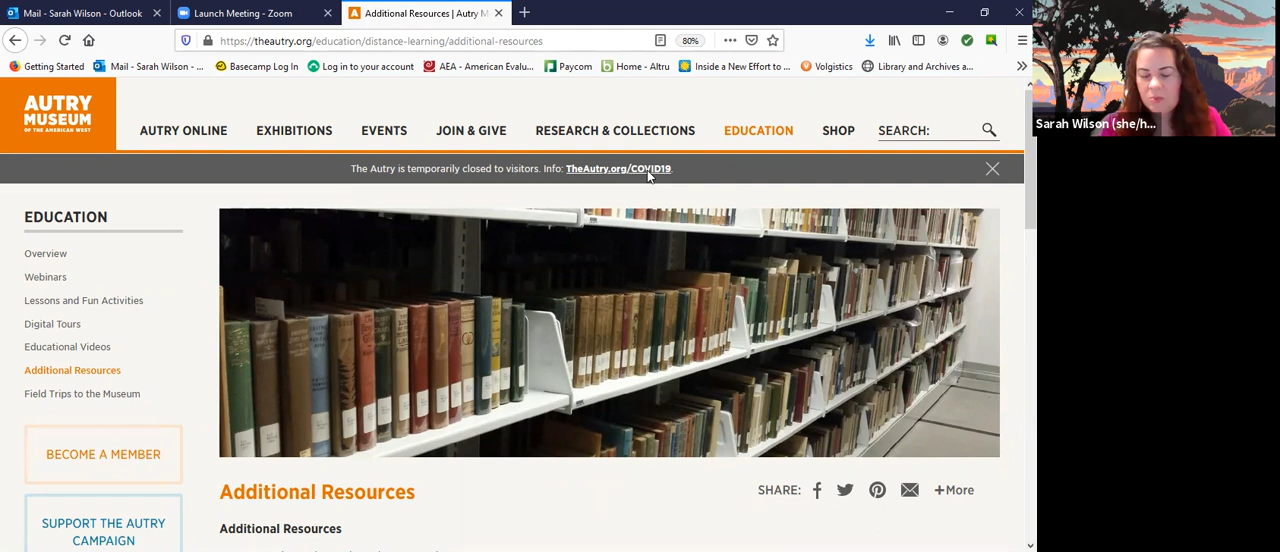 Mail - Sarah Wilson - Outlook
Launch Meeting - Zoom
Additional Resources | Autry M
https://theautry.org/education/distance-learning/additional-resources
80%
Getting Started
Mail - Sarah Wilson - ...
Basecamp Log In
Log in to your account
AEA - American Evalu...
Paycom
Home - Altru
Inside a New Effort to ...
Volgistics
Library and Archives a...
Sarah Wilson (she/h...
AUTRY
MUSEUM
OF THE AMERICAN WEST
AUTRY ONLINE
EXHIBITIONS
EVENTS
JOIN & GIVE
RESEARCH & COLLECTIONS
EDUCATION
SHOP
SEARCH:
The Autry is temporarily closed to visitors. Info: TheAutry.org/COVID19.
EDUCATION
Overview
Webinars
Lessons and Fun Activities
Digital Tours
Educational Videos
Additional Resources
Field Trips to the Museum
BECOME A MEMBER
SUPPORT THE AUTRY
CAMPAIGN
Additional Resources
SHARE:
+More
Additional Resources